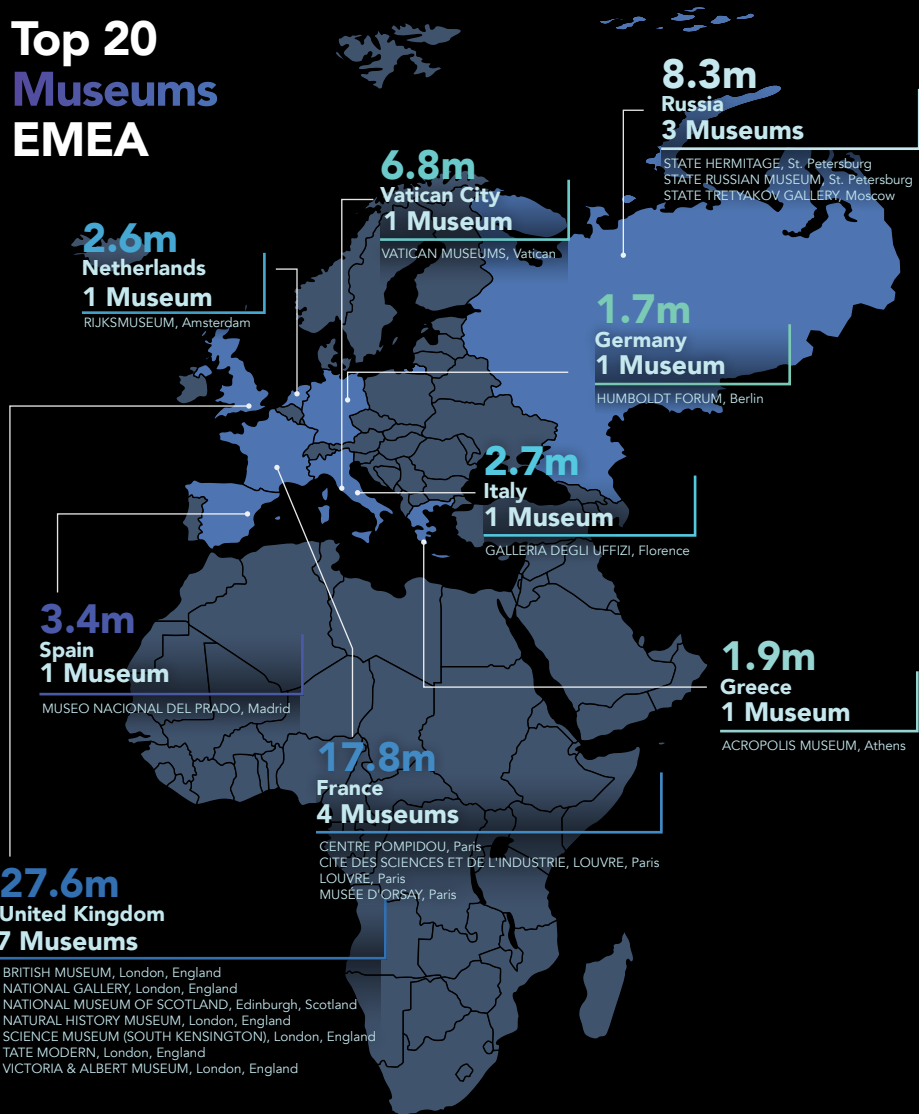 Top 20
Museums
EMEA
8.3m
Russia
3 Museums
STATE HERMITAGE, St. Petersburg
STATE RUSSIAN MUSEUM, St. Petersburg
STATE TRETYAKOV GALLERY, Moscow
6.8m
Vatican City
1 Museum
VATICAN MUSEUMS, Vatican
2.6m
Netherlands
1 Museum
RIJKSMUSEUM, Amsterdam
1.7m
Germany
1 Museum
HUMBOLDT FORUM, Berlin
2.7m
Italy
1 Museum
GALLERIA DEGLI UFFIZI, Florence
3.4m
Spain
1 Museum
MUSEO NACIONAL DEL PRADO, Madrid
1.9m
Greece
1 Museum
ACROPOLIS MUSEUM, Athens
17.8m
France
4 Museums
CENTRE POMPIDOU, Paris
CITE DES SCIENCES ET DE L'INDUSTRIE, LOUVRE, Paris
LOUVRE, Paris
MUSÉE D'ORSAY, Paris
27.6m
United Kingdom
7 Museums
BRITISH MUSEUM, London, England
NATIONAL GALLERY, London, England
NATIONAL MUSEUM OF SCOTLAND, Edinburgh, Scotland
NATURAL HISTORY MUSEUM, London, England
SCIENCE MUSEUM (SOUTH KENSINGTON), London, England
TATE MODERN, London, England
VICTORIA & ALBERT MUSEUM, London, England